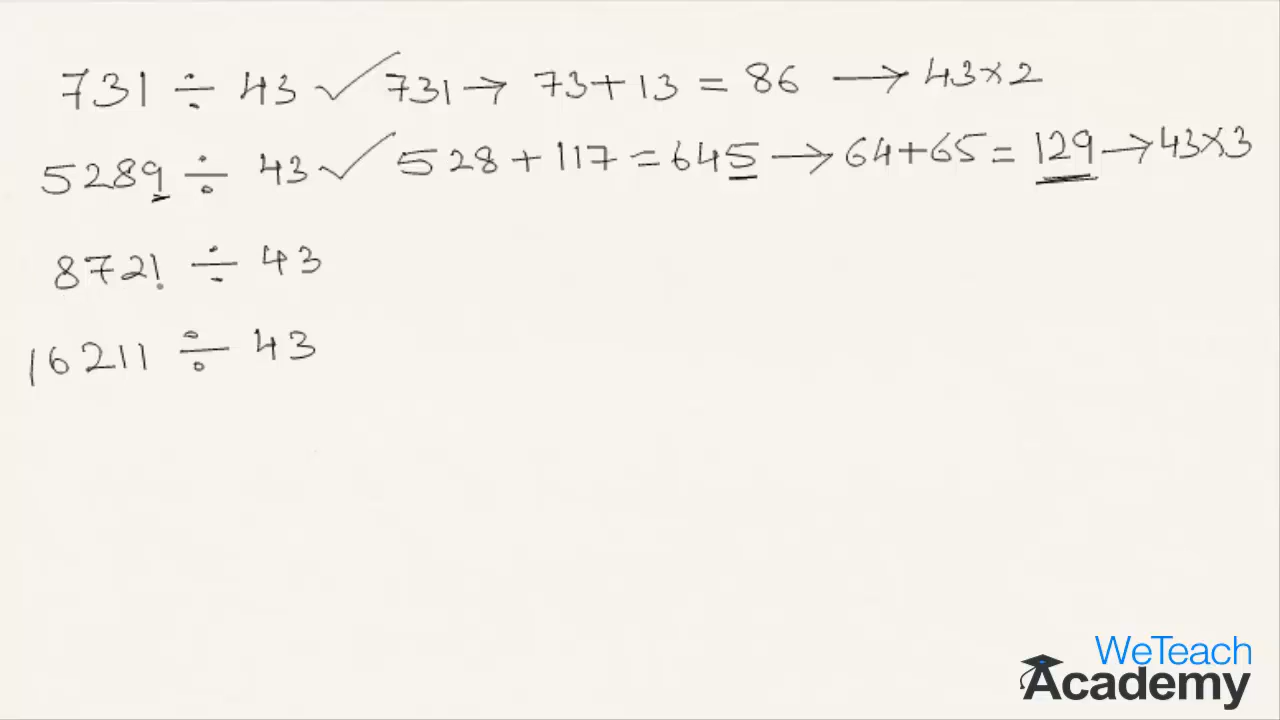 731 ÷ 43 ✓ 731 → 73+13 = 86 → 43×2
5289 ÷ 43 ✓ 528+117=645 → 64+65=129 → 43×3
8721 ÷ 43
16211 ÷ 43
WeTeach
Academy